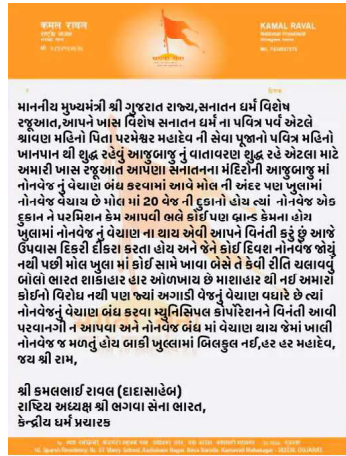 कमल रावल
KAMAL RAVAL
માનનીય મુખ્યમંત્રી શ્રી ગુજરાત રાજ્ય,સનાતન ધર્મ વિશેષ
રજૂઆત,આપને ખાસ વિશેષ સનાતન ધર્મ ના પવિત્ર પર્વ એટલે
શ્રાવણ મહિનો પિતા પરમેશ્વર મહાદેવ ની સેવા પૂજાનો પવિત્ર મહિનો
ખાનપાન થી શુદ્ધ રહેવું આજુબાજુ નું વાતાવરણ શુદ્ધ રહે એટલા માટે
અમારી ખાસ રજૂઆત આપણા સનાતનના મંદિરોની આજુબાજુ માં
નોનવેજ નું વેચાણ બંધ કરવામાં આવે મોલ ની અંદર પણ ખુલામાં
નોનવેજ વેચાય છે મોલ માં 20 વેજ ની દુકાનો હોય ત્યાં નોનવેજ એક
દુકાન ને પરમિશન કેમ આપવી ભલે કોઈ પણ બ્રાન્ડ કેમના હોય
ખુલામાં નોનવેજ નું વેચાણ ના થાય એવી આપને વિનંતી કરું છું આજે
ઉપવાસ દિકરી દીકરા કરતા હોય અને જેને કોઈ દિવશ નોનવેજ જોયું
નથી પછી મોલ ખુલા માં કોઈ સામે ખાવા બેસે તે કેવી રીતિ ચલાવવું
બોલો ભારત શાકાહાર દ્વાર ઓળખાય છે માશાહાર થી નઈ અમારો
કોઈનો વિરોધ નથી પણ જ્યાં અગાડી વેજનું વેચાણ વધારે છે ત્યાં
નોનવેજનું વેચાણ બંધ કરવા મ્યુનિસિપલ કોર્પોરેશનને વિનંતી આવી
પરવાનગી ન આપવા અને નોનવેજ બંધ માં વેચાણ થાય જેમાં ખાલી
નોનવેજ જ મળતું હોય બાકી ખુલ્લામાં બિલકુલ નઈ,હર હર મહાદેવ,
જય શ્રી રામ,
શ્રી કમલભાઈ રાવલ (દાદાસાહેબ)
રાષ્ટિય અધ્યક્ષ શ્રી ભગવા સેના ભારત,
કેન્દ્રીય ધર્મ પ્રચારક